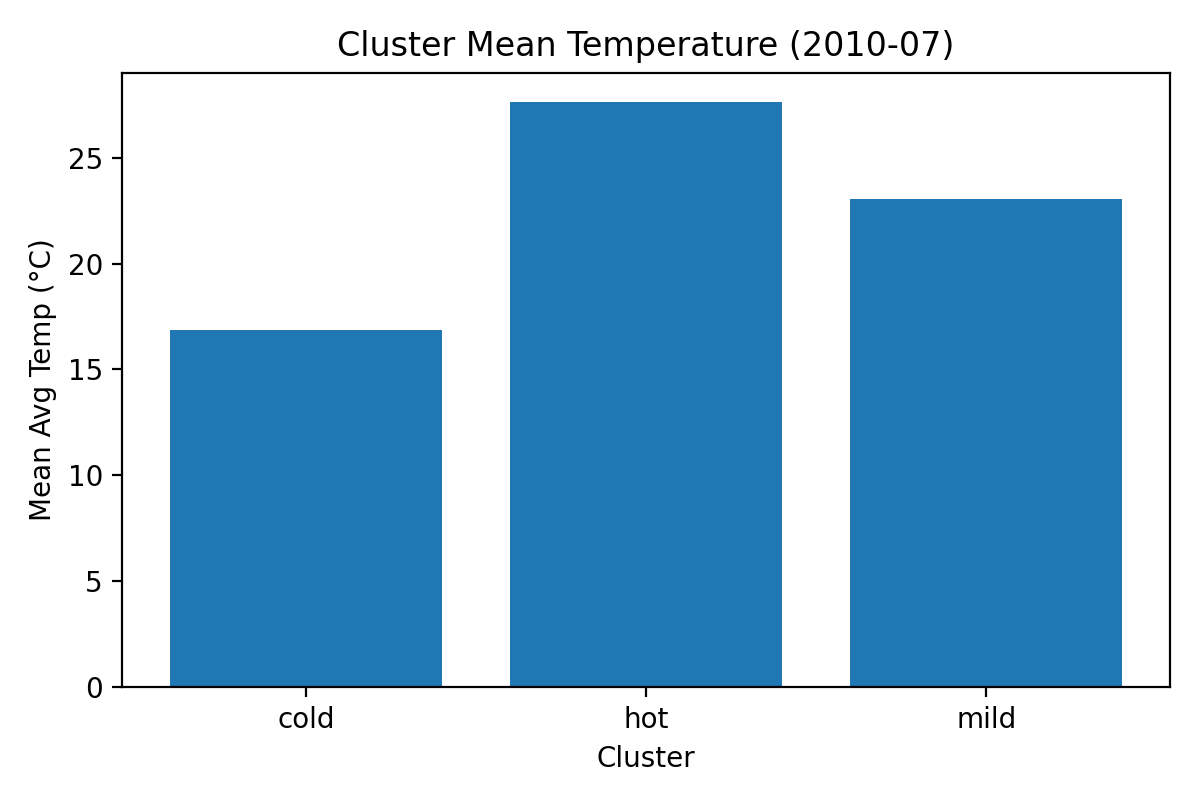 Cluster Mean Temperature (2010-07)
Mean Avg Temp (°C)
25
20
15
10
5
0
cold hot mild
Cluster